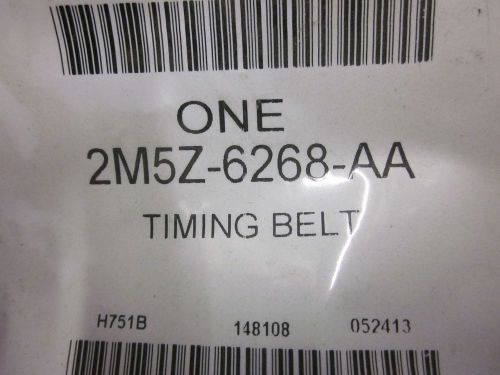 ONE
2M5Z-6268-AA
TIMING BELT
H751B 148108 052413